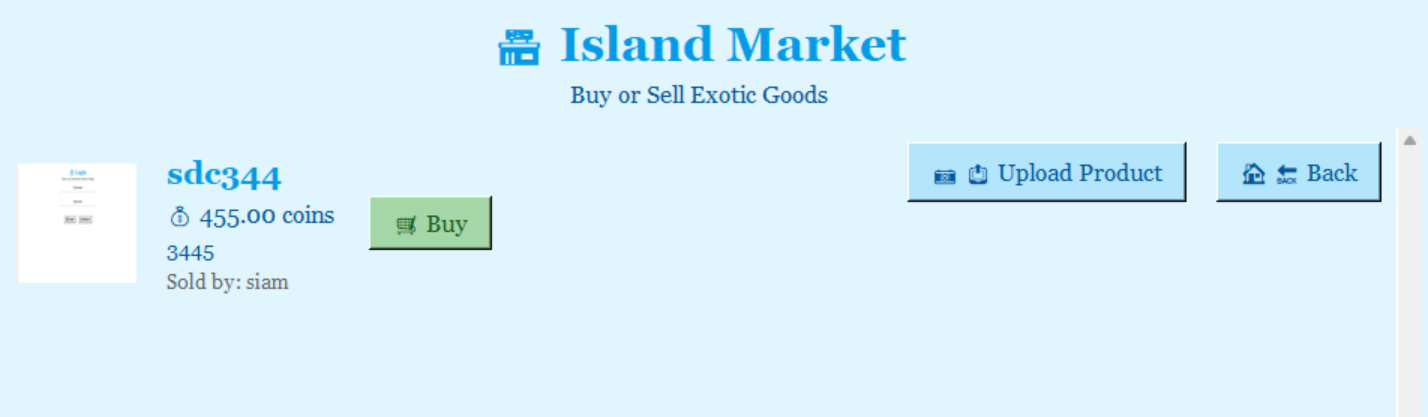 Island Market
Buy or Sell Exotic Goods
sdc344
455.00 coins
3445
Sold by: siam
Buy
Upload Product
BACK Back